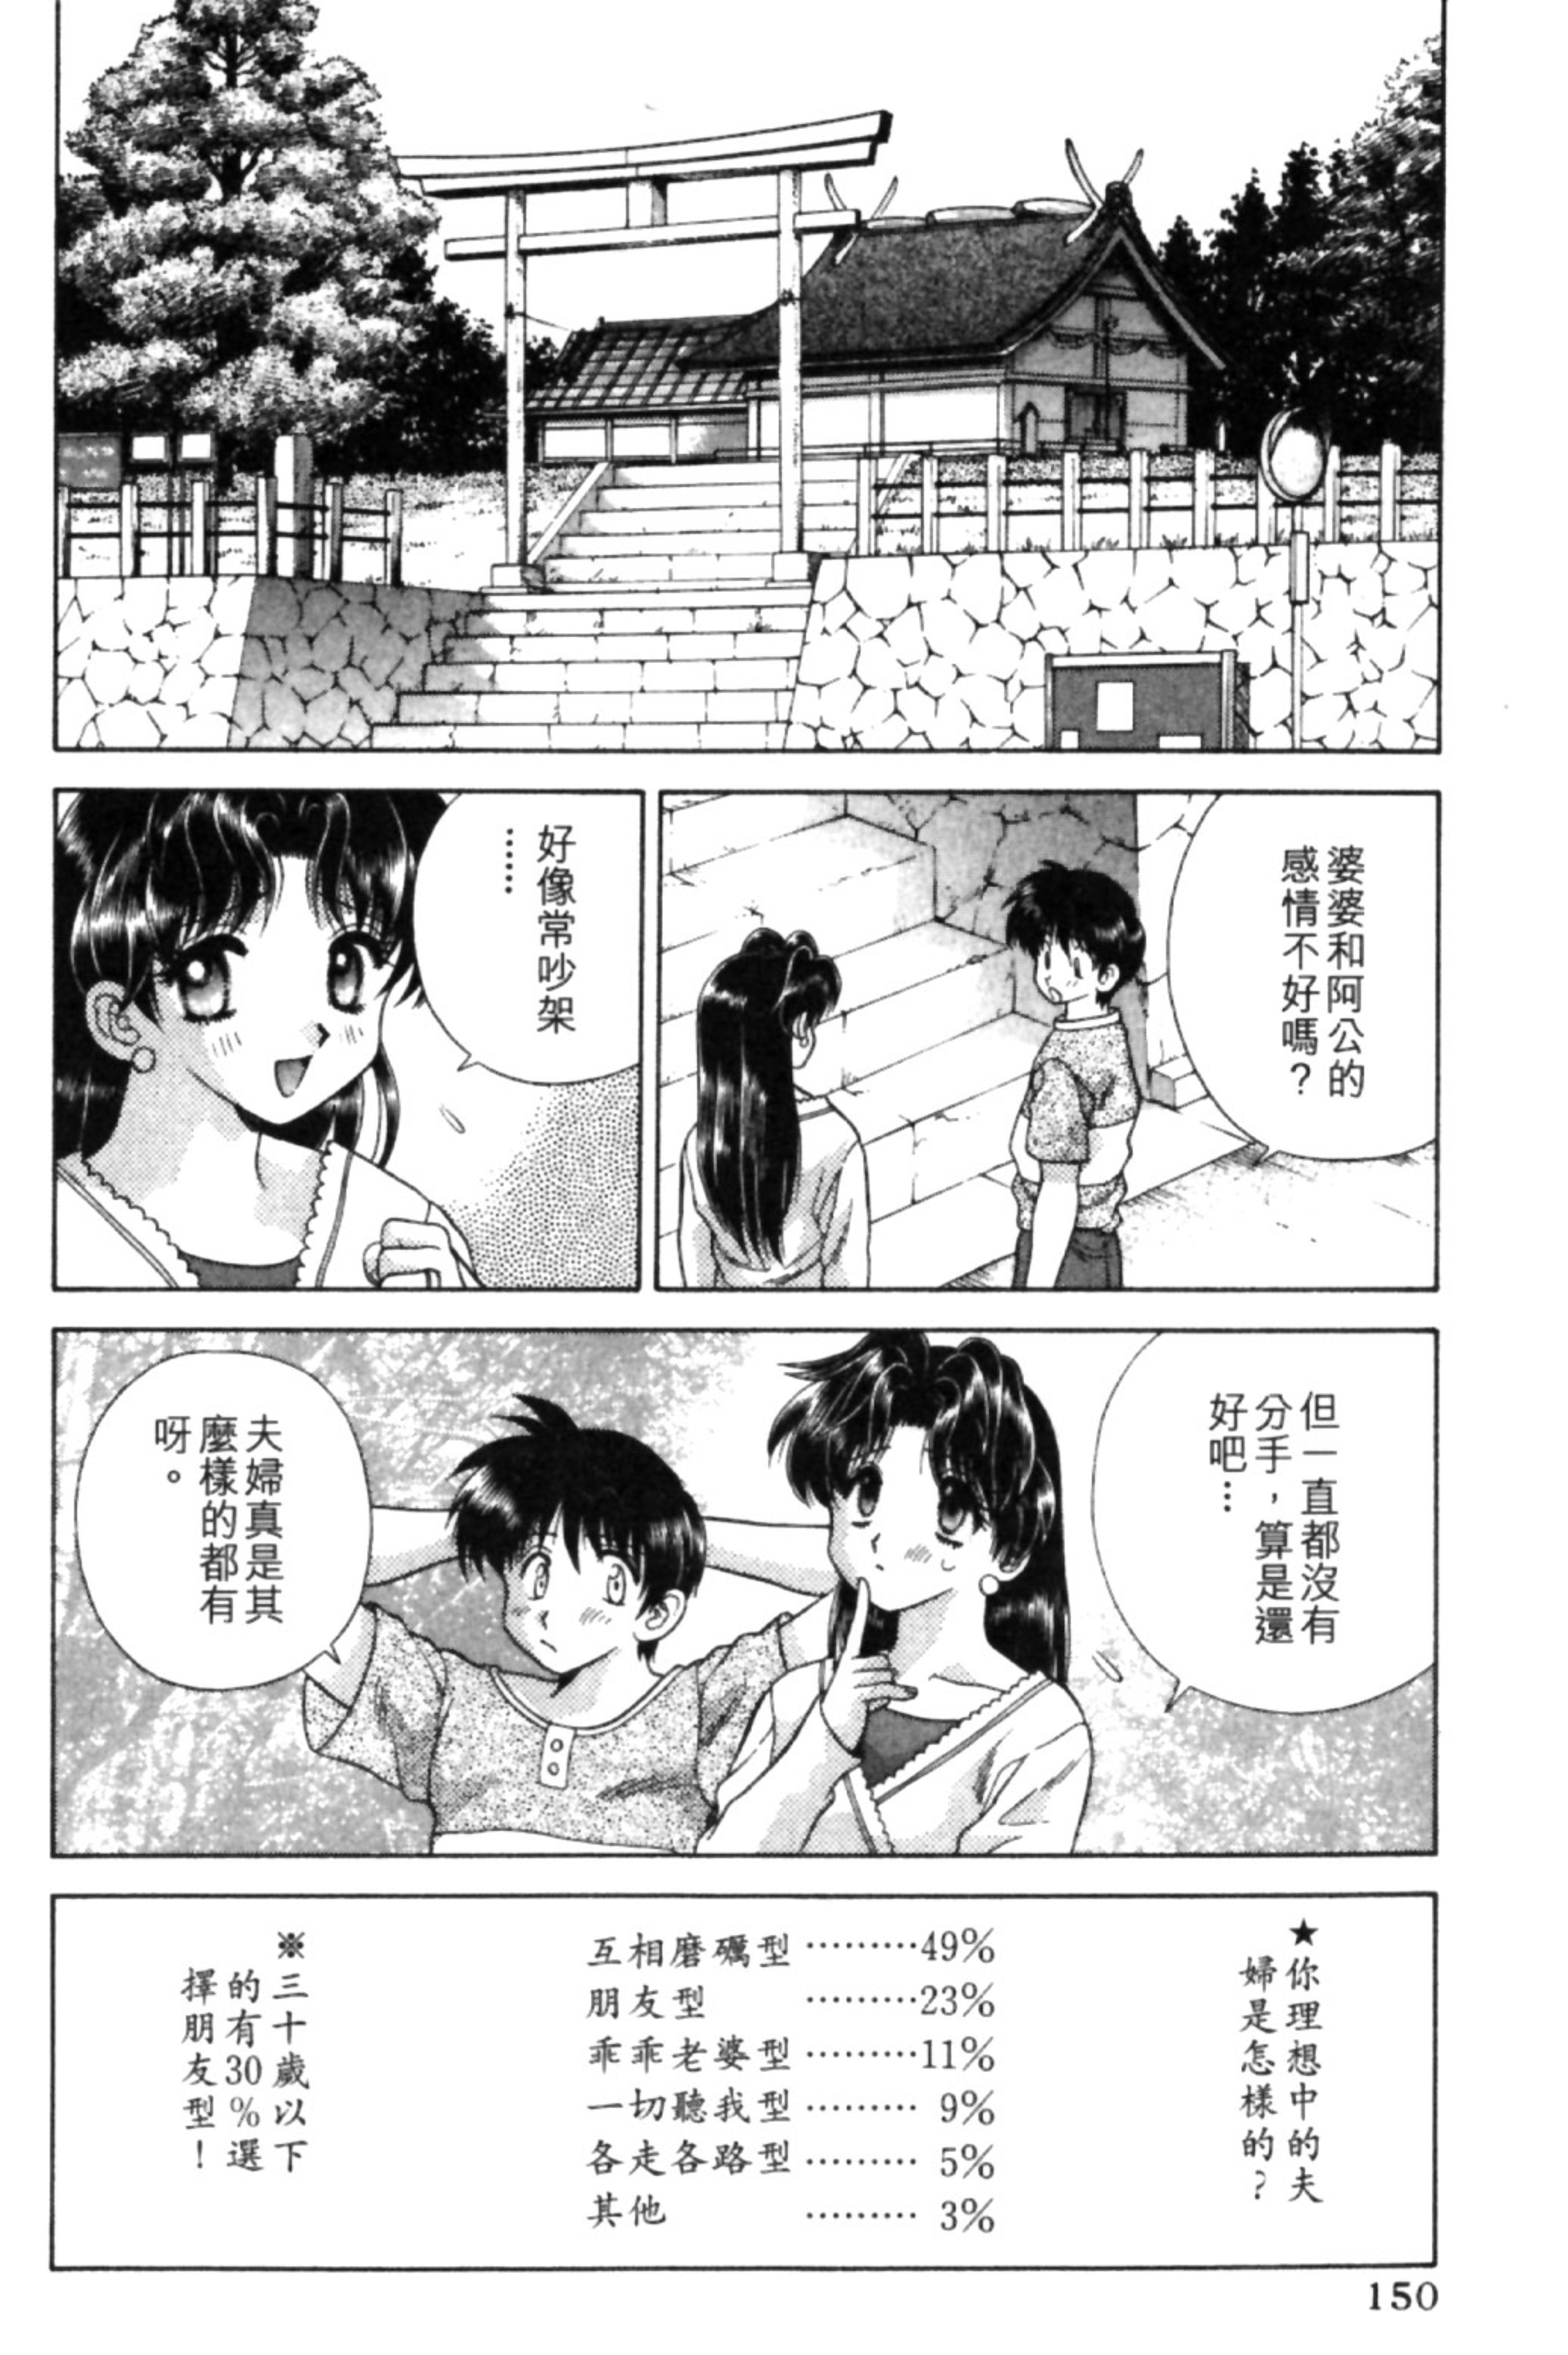 婆婆和阿公的
感情不好嗎？
好像常吵架
……
但一直都沒有
分手，算是還
好吧…
夫婦真是其
麼樣的都有
呀。
★你理想中的夫
婦是怎樣的？
互相磨礪型………49%
朋友型………23%
乖乖老婆型………11%
一切聽我型………9%
各走各路型………5%
其他………3%
※三十歲以下
的有30%選
擇朋友型！
150